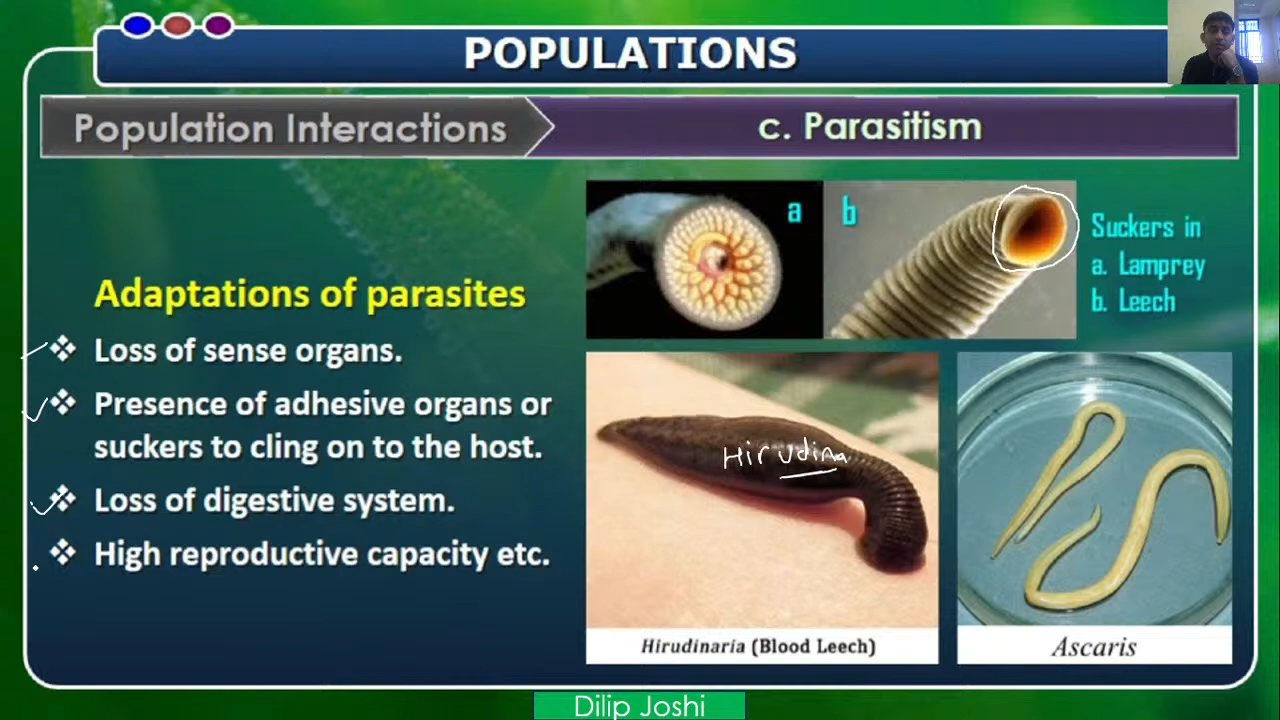 POPULATIONS
Population Interactions
c. Parasitism
Adaptations of parasites
❖ Loss of sense organs.
❖ Presence of adhesive organs or
suckers to cling on to the host.
❖ Loss of digestive system.
❖ High reproductive capacity etc.
a
b
Suckers in
a. Lamprey
b. Leech
Hirudina
Hirudinaria (Blood Leech)
Ascaris
Dilip Joshi